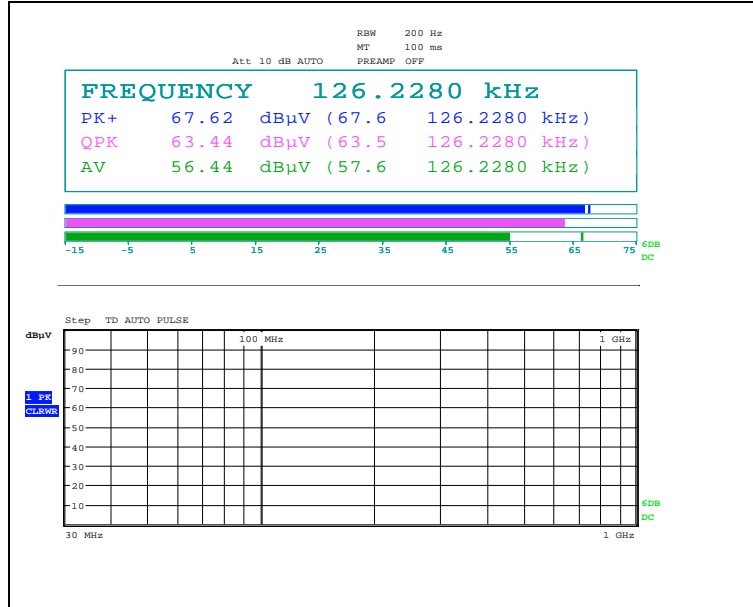 RBW 200 Hz
MT 100 ms
Att 10 dB AUTO PREAMP OFF
FREQUENCY 126.2280 kHz
PK+ 67.62 dBµV (67.6 126.2280 kHz)
QPK 63.44 dBµV (63.5 126.2280 kHz)
AV 56.44 dBµV (57.6 126.2280 kHz)
-15 -5 5 15 25 35 45 55 65 75
6DB
DC
Step TD AUTO PULSE
dBµV
100 MHz 1 GHz
90
80
70
1 PK
CLRWR
60
50
40
30
20
10
6DB
DC
30 MHz 1 GHz